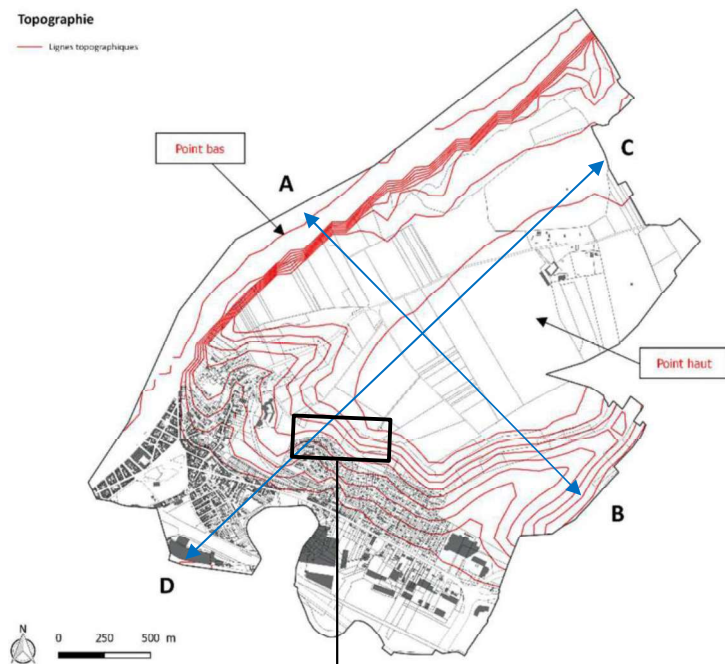 Topographie
Lignes topographiques
Point bas
A
C
Point haut
B
D
N
0 250 500 m